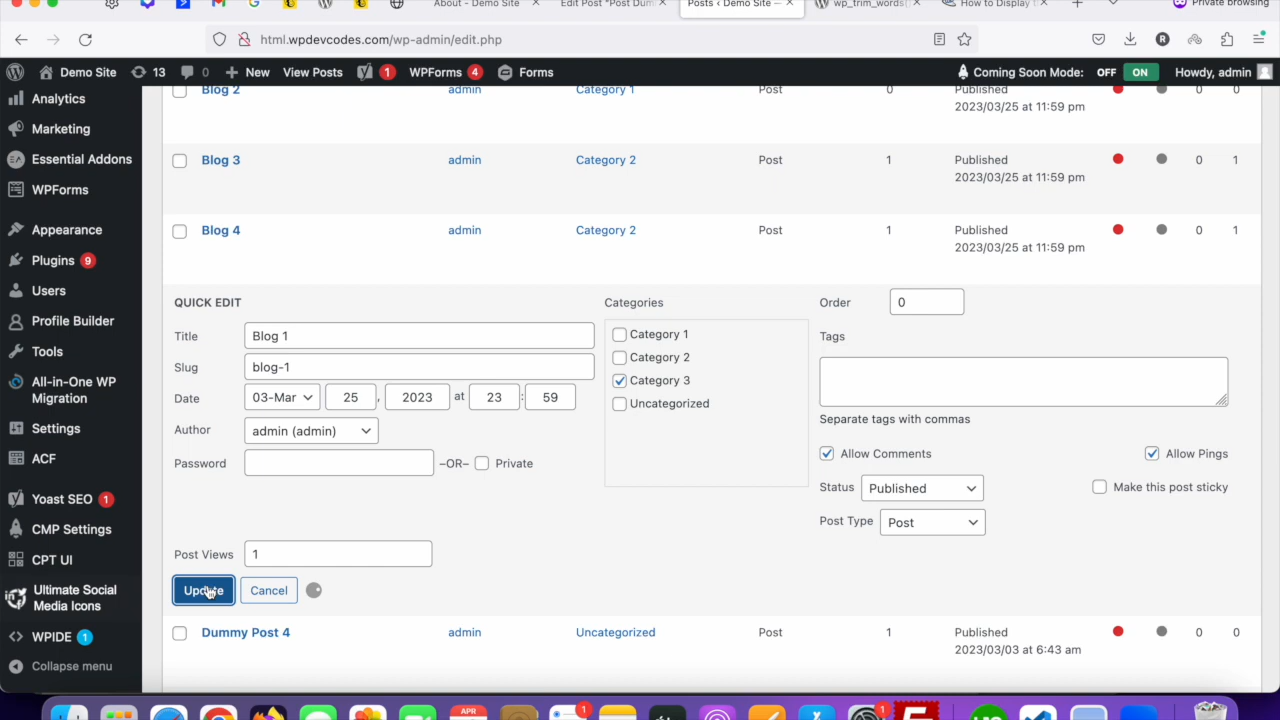 About - Demo Site ×
Edit Post "Post Dum ×
Posts ‹ Demo Site — ×
wp_trim_words( ×
How to Display t ×
Private browsing
html.wpdevcodes.com/wp-admin/edit.php
Demo Site 13 0 New View Posts 1 WPForms 4 Forms Coming Soon Mode: OFF ON Howdy, admin
Analytics
Marketing
Essential Addons
WPForms
Appearance
Plugins 9
Users
Profile Builder
Tools
All-in-One WP
Migration
Settings
ACF
Yoast SEO 1
CMP Settings
CPT UI
Ultimate Social
Media Icons
WPIDE 1
Collapse menu
Blog 2 admin Category 1 Post 0 Published 0 0
2023/03/25 at 11:59 pm
Blog 3 admin Category 2 Post 1 Published 0 1
2023/03/25 at 11:59 pm
Blog 4 admin Category 2 Post 1 Published 0 1
2023/03/25 at 11:59 pm
QUICK EDIT
Title Blog 1
Slug blog-1
Date 03-Mar 25 , 2023 at 23 : 59
Author admin (admin)
Password –OR– Private
Categories
Category 1
Category 2
Category 3
Uncategorized
Order 0
Tags
Separate tags with commas
Allow Comments Allow Pings
Status Published Make this post sticky
Post Type Post
Post Views 1
Update Cancel
Dummy Post 4 admin Uncategorized Post 1 Published 0 0
2023/03/03 at 6:43 am
APR 1 1